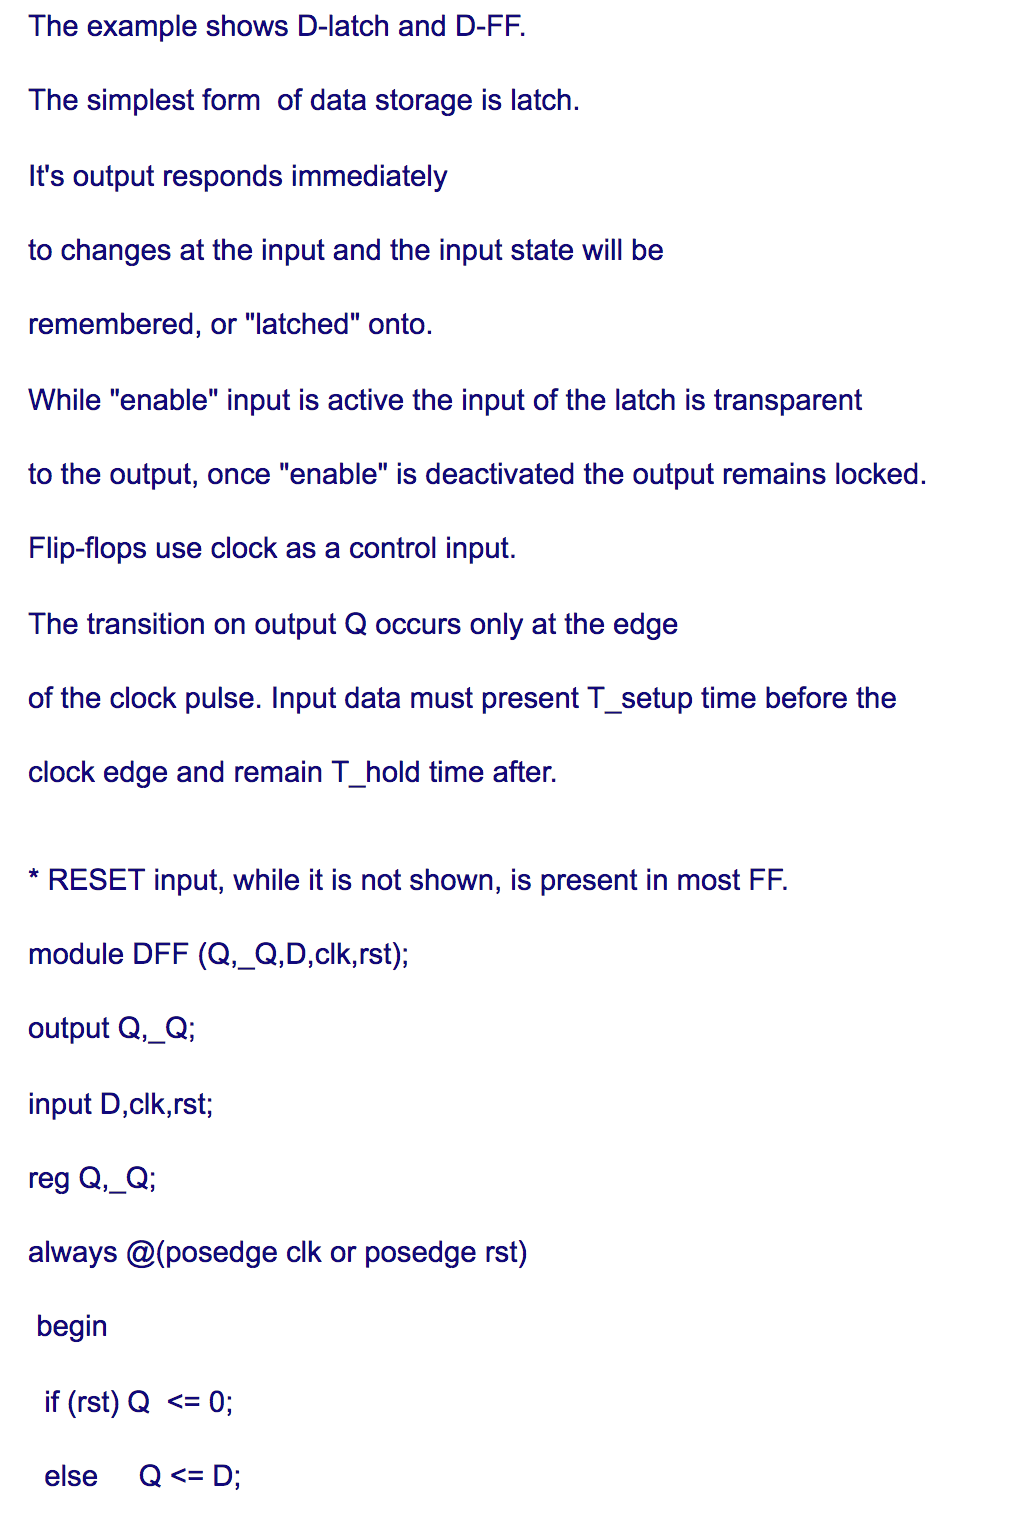 The example shows D-latch and D-FF.
The simplest form  of data storage is latch.
It's output responds immediately
to changes at the input and the input state will be
remembered, or "latched" onto.
While "enable" input is active the input of the latch is transparent
to the output, once "enable" is deactivated the output remains locked.
Flip-flops use clock as a control input.
The transition on output Q occurs only at the edge
of the clock pulse. Input data must present T_setup time before the
clock edge and remain T_hold time after.
* RESET input, while it is not shown, is present in most FF.
module DFF (Q,_Q,D,clk,rst);
output Q,_Q;
input D,clk,rst;
reg Q,_Q;
always @(posedge clk or posedge rst)
begin
if (rst) Q  <= 0;
else     Q <= D;